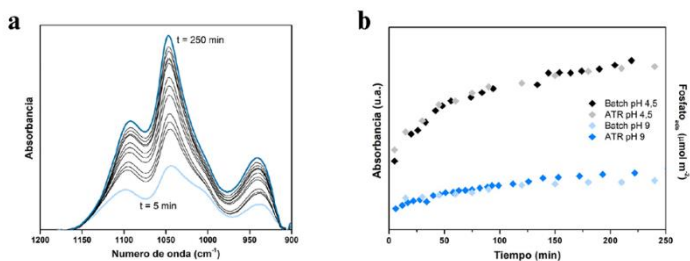 a
b
t = 250 min
t = 5 min
Absorbancia
1200 1150 1100 1050 1000 950 900
Numero de onda (cm⁻¹)
Absorbancia (u.a.)
Batch pH 4,5
ATR pH 4,5
Batch pH 9
ATR pH 9
Fosfato ads (μmol m⁻²)
0 50 100 150 200 250
Tiempo (min)